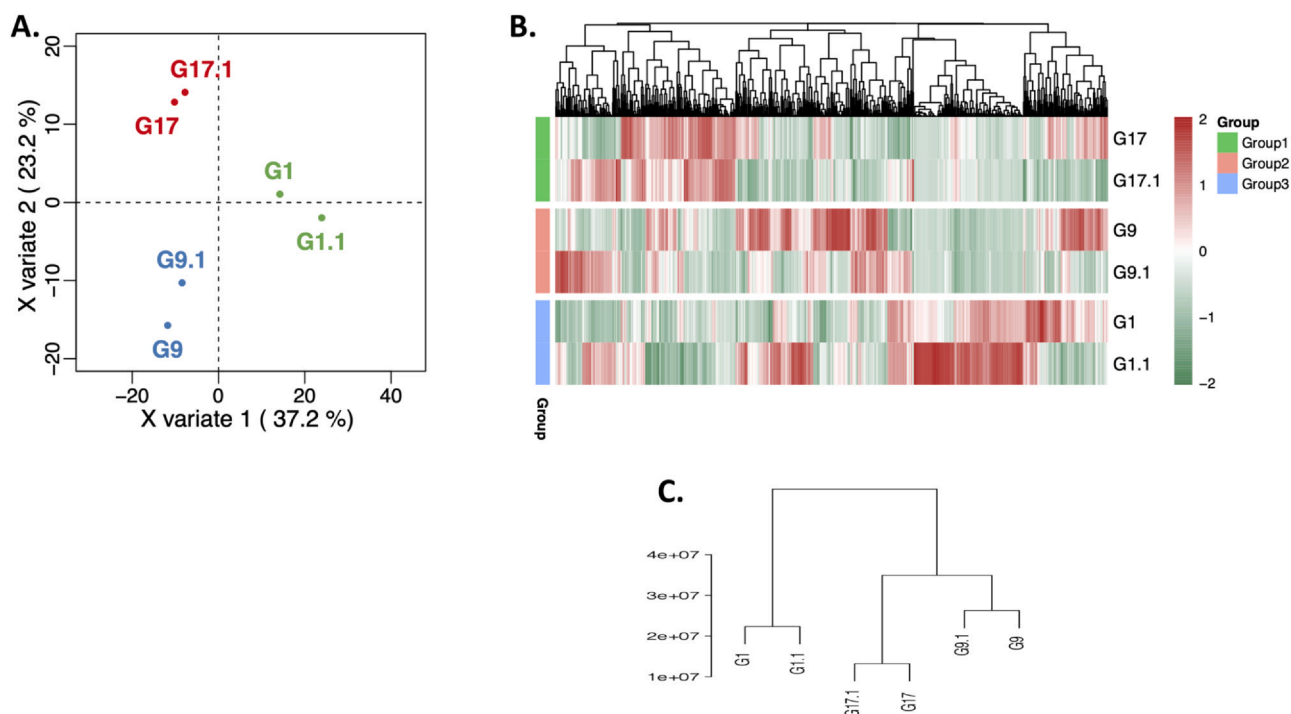 A.
20
10
0
−10
−20
X variate 2 ( 23.2 %)
G17.1
G17
G1
G1.1
G9.1
G9
−20
0
20
40
X variate 1 ( 37.2 %)
B.
G17
G17.1
G9
G9.1
G1
G1.1
Group
2
1
0
−1
−2
Group
Group1
Group2
Group3
C.
4e+07
3e+07
2e+07
1e+07
G1
G1.1
G17.1
G17
G9.1
G9